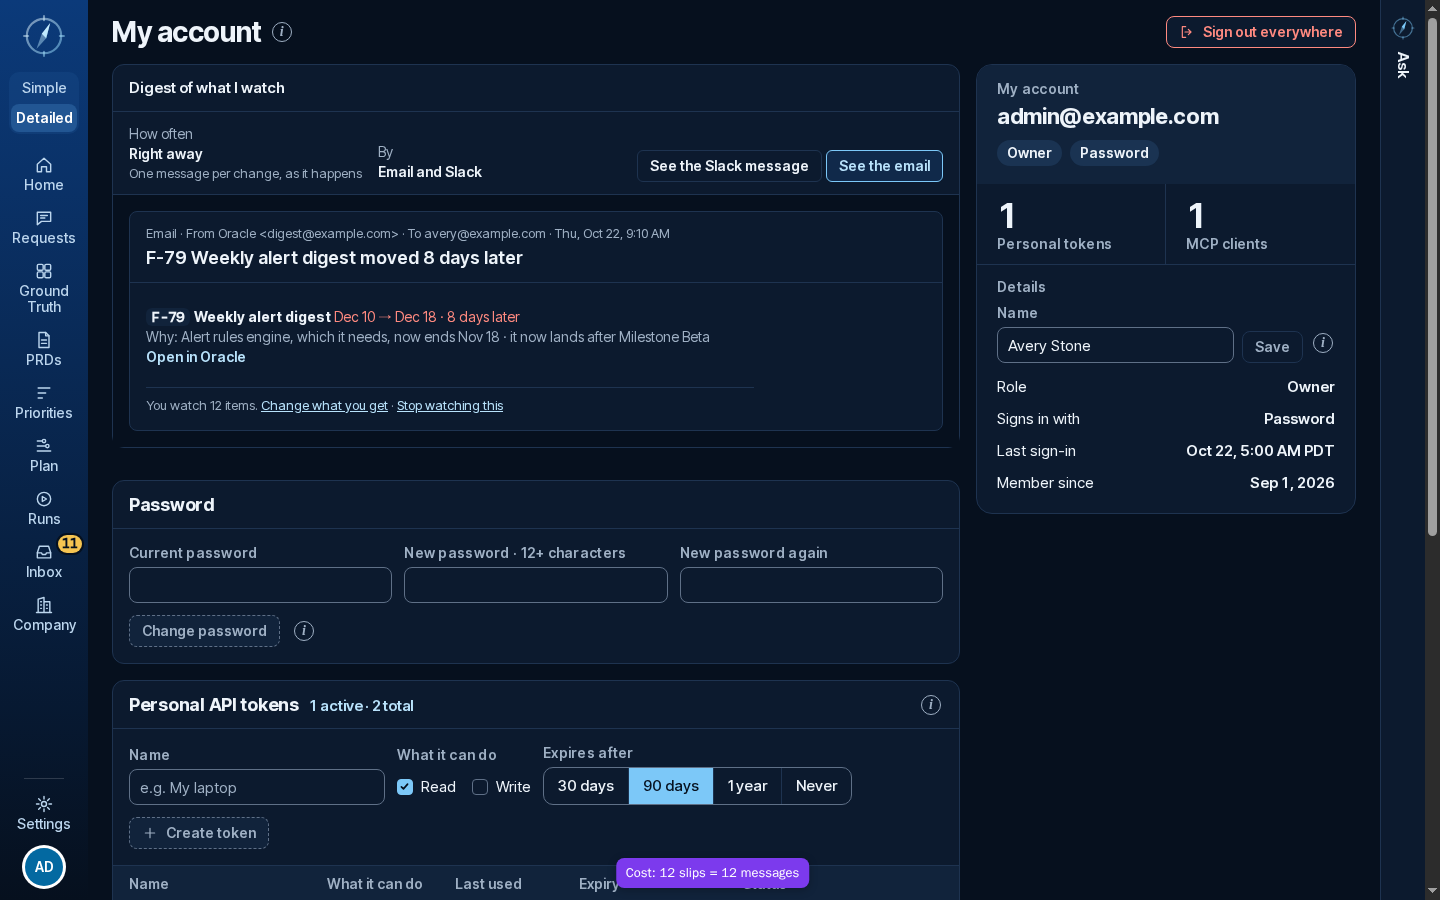 Simple
Detailed
Home
Requests
Ground
Truth
PRDs
Priorities
Plan
Runs
11
Inbox
Company
Settings
AD
My account
i
Sign out everywhere
Digest of what I watch
How often
Right away
One message per change, as it happens
By
Email and Slack
See the Slack message
See the email
Email · From Oracle <digest@example.com> · To avery@example.com · Thu, Oct 22, 9:10 AM
F-79 Weekly alert digest moved 8 days later
F-79 Weekly alert digest Dec 10 → Dec 18 · 8 days later
Why: Alert rules engine, which it needs, now ends Nov 18 · it now lands after Milestone Beta
Open in Oracle
You watch 12 items. Change what you get · Stop watching this
Password
Current password
New password · 12+ characters
New password again
Change password
i
Personal API tokens 1 active · 2 total
i
Name
What it can do
Expires after
e.g. My laptop
Read
Write
30 days
90 days
1 year
Never
Create token
Name
What it can do
Last used
Expiry
Cost: 12 slips = 12 messages
My account
admin@example.com
Owner
Password
1
Personal tokens
1
MCP clients
Details
Name
Avery Stone
Save
i
Role Owner
Signs in with Password
Last sign-in Oct 22, 5:00 AM PDT
Member since Sep 1, 2026
Ask